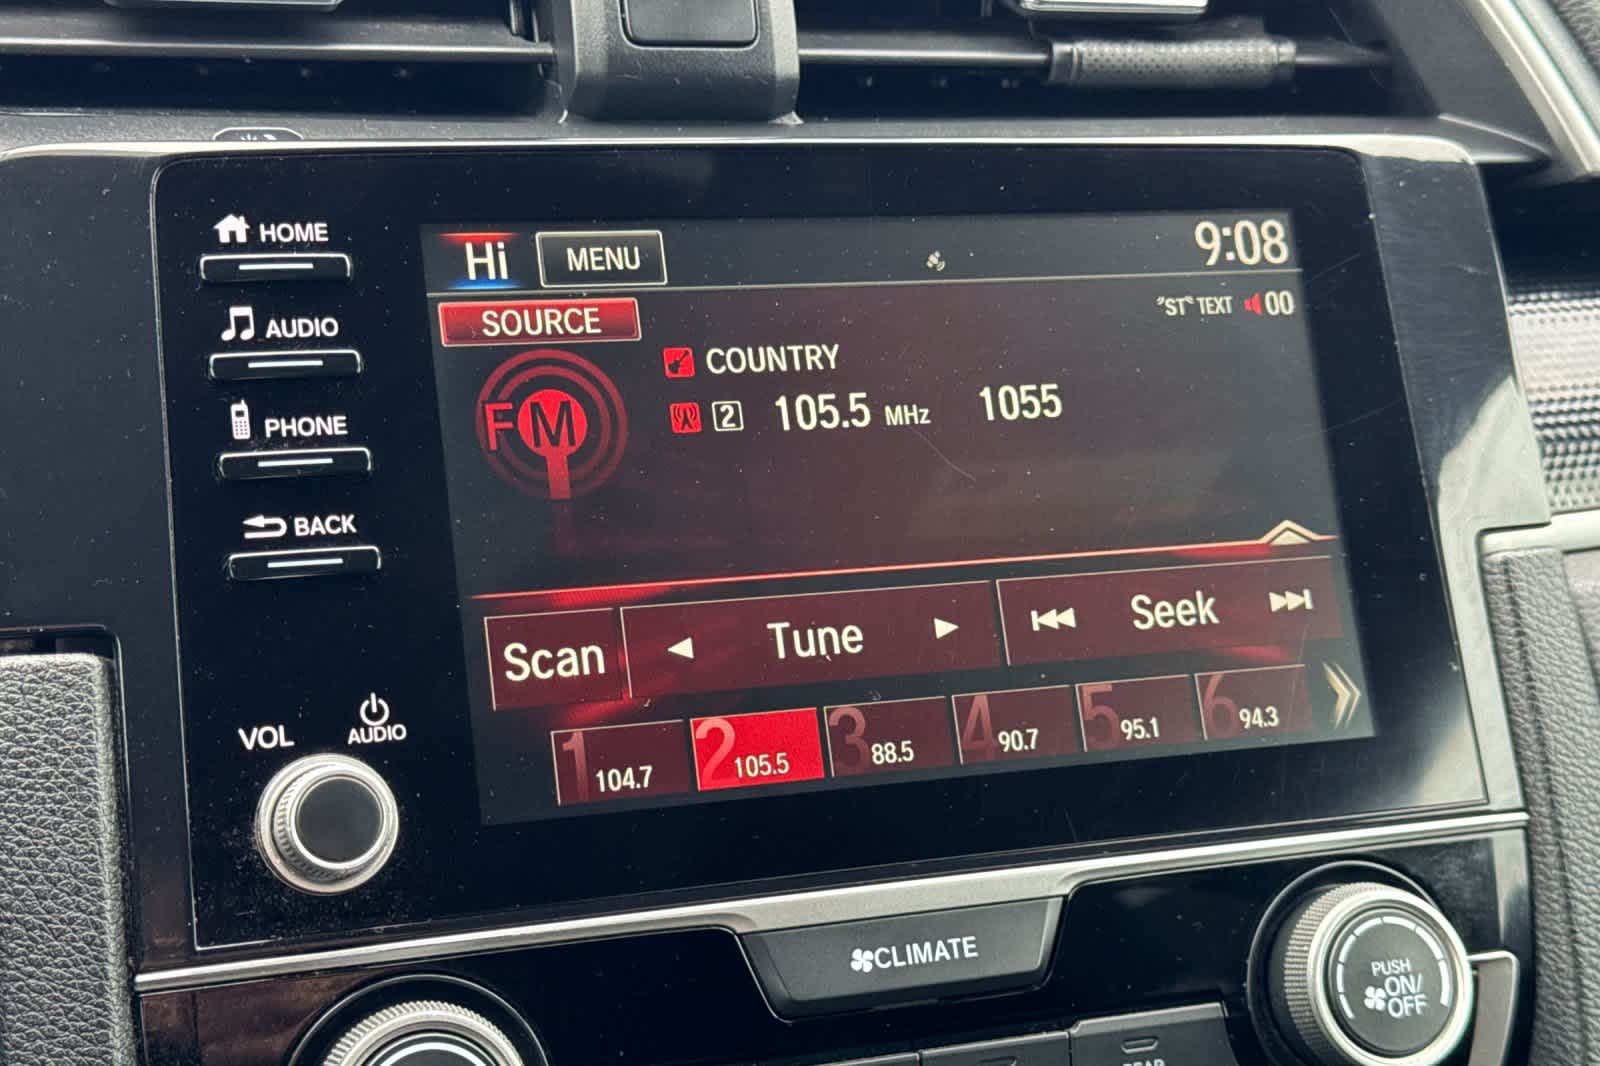 HOME
AUDIO
PHONE
BACK
VOL
AUDIO
Hi MENU 9:08
SOURCE "ST" TEXT 00
FM
COUNTRY
2 105.5 MHz 1055
Scan Tune Seek
1 104.7
2 105.5
3 88.5
4 90.7
5 95.1
6 94.3
CLIMATE
PUSH
ON/
OFF
REAR